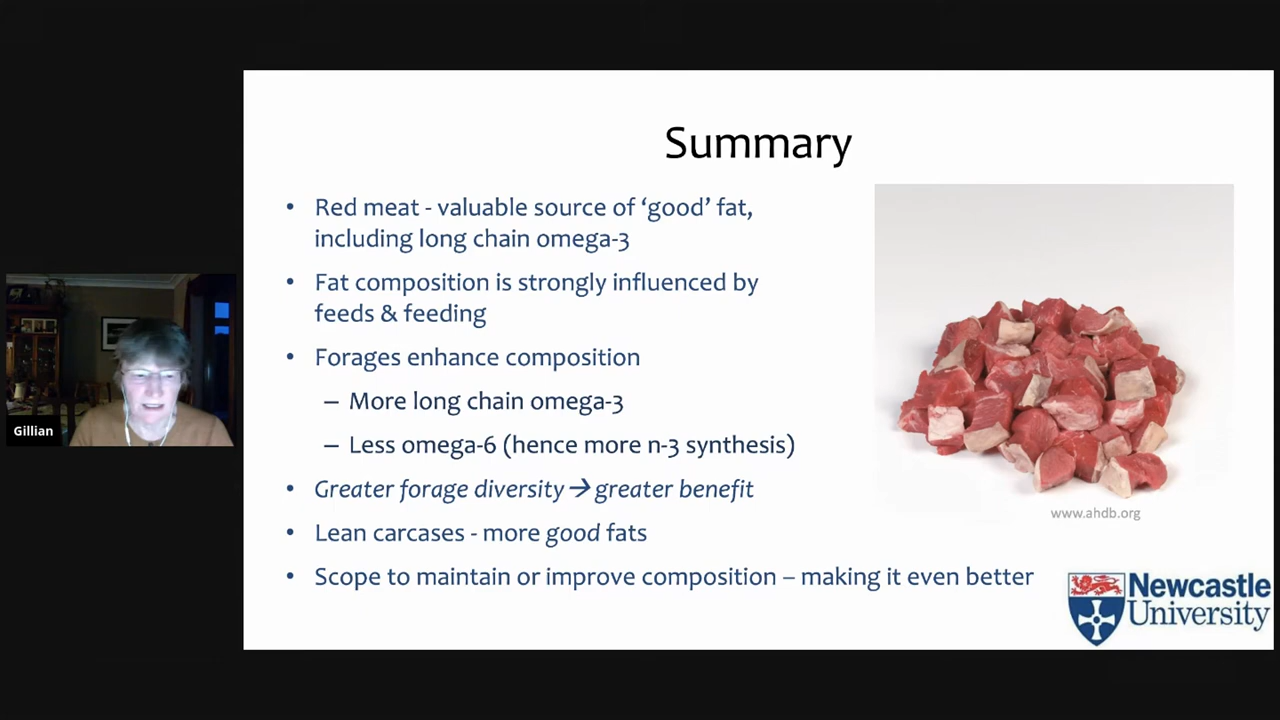 Summary
• Red meat - valuable source of ‘good’ fat,
including long chain omega-3
• Fat composition is strongly influenced by
feeds & feeding
• Forages enhance composition
– More long chain omega-3
– Less omega-6 (hence more n-3 synthesis)
• Greater forage diversity → greater benefit
• Lean carcases - more good fats
• Scope to maintain or improve composition – making it even better
www.ahdb.org
Newcastle
University
Gillian